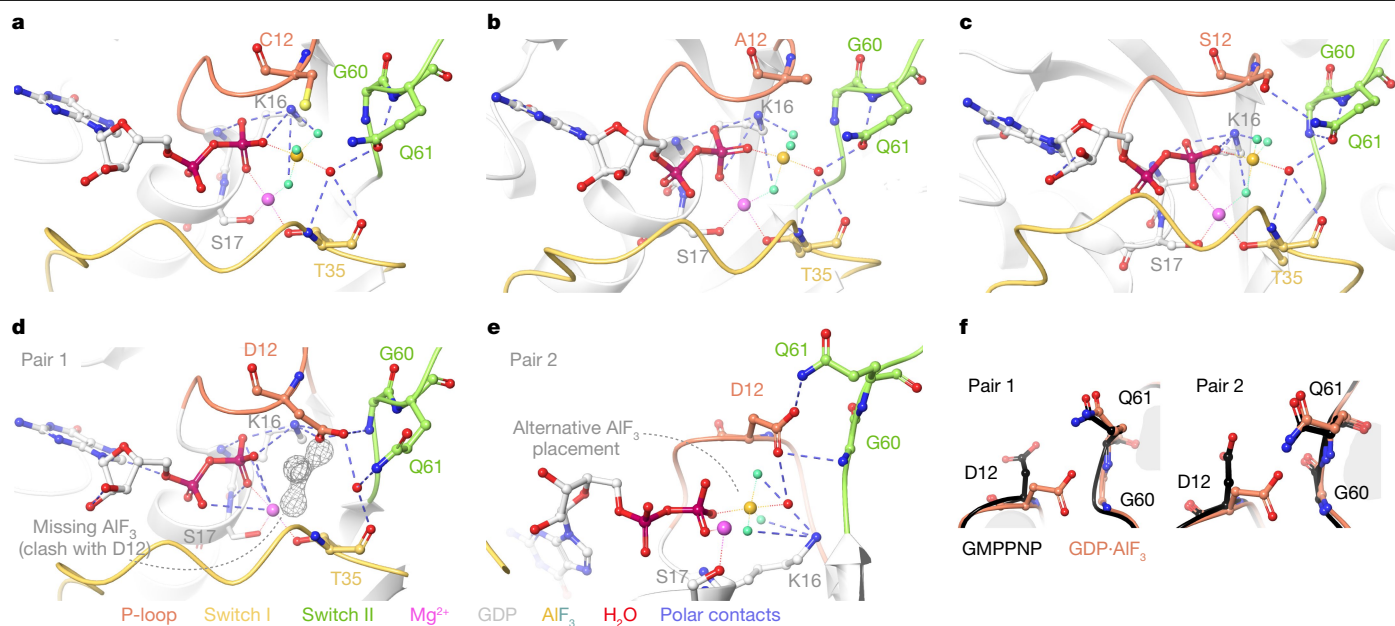 a
C12
G60
K16
Q61
S17
T35
b
A12
G60
K16
Q61
S17
T35
c
S12
G60
K16
Q61
S17
T35
d
Pair 1
D12
G60
K16
Q61
Missing AlF3
(clash with D12)
S17
T35
e
Pair 2
Q61
D12
Alternative AlF3
placement
G60
S17
K16
f
Pair 1
Q61
D12
G60
Pair 2
Q61
D12
G60
GMPPNP GDP·AlF3
P-loop Switch I Switch II Mg2+ GDP AlF3 H2O Polar contacts